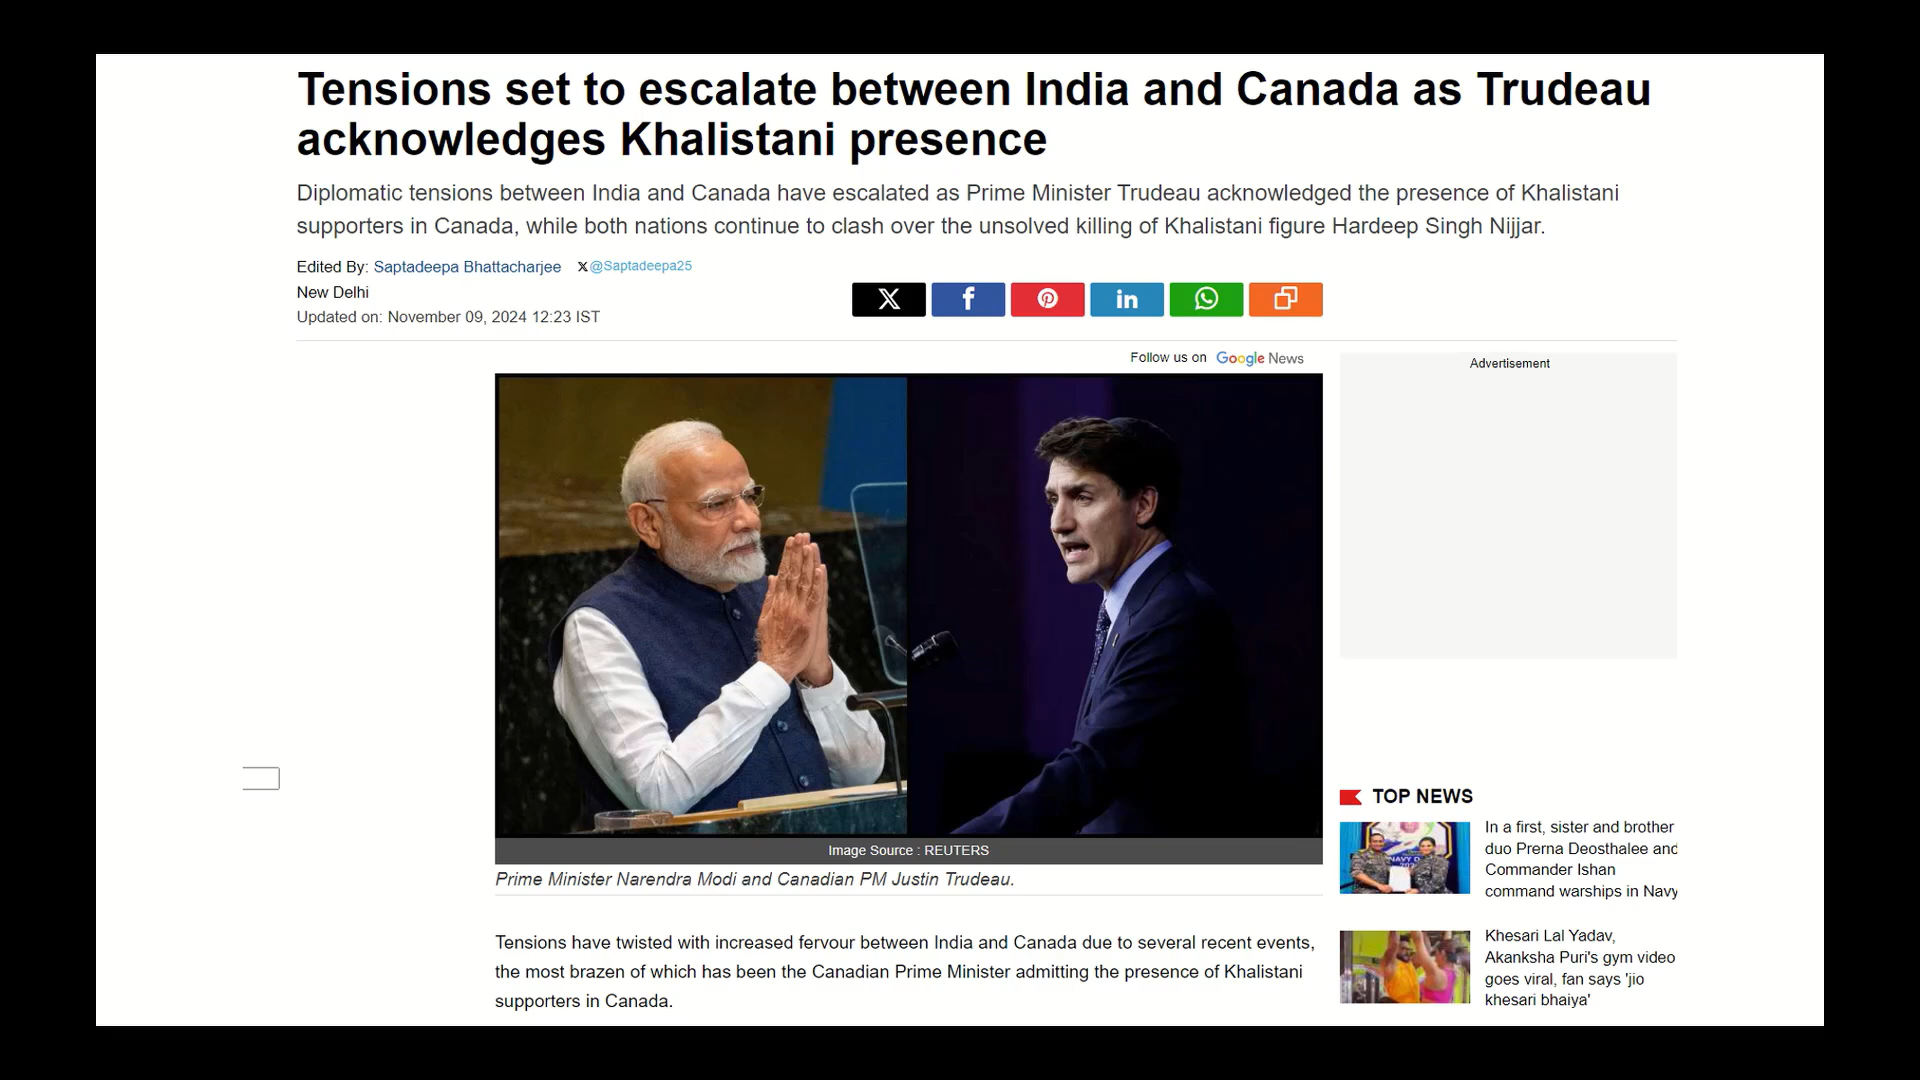 Tensions set to escalate between India and Canada as Trudeau
acknowledges Khalistani presence
Diplomatic tensions between India and Canada have escalated as Prime Minister Trudeau acknowledged the presence of Khalistani
supporters in Canada, while both nations continue to clash over the unsolved killing of Khalistani figure Hardeep Singh Nijjar.
Edited By: Saptadeepa Bhattacharjee X @Saptadeepa25
New Delhi
Updated on: November 09, 2024 12:23 IST
Follow us on Google News
Advertisement
Image Source : REUTERS
Prime Minister Narendra Modi and Canadian PM Justin Trudeau.
Tensions have twisted with increased fervour between India and Canada due to several recent events,
the most brazen of which has been the Canadian Prime Minister admitting the presence of Khalistani
supporters in Canada.
TOP NEWS
In a first, sister and brother
duo Prerna Deosthalee and
Commander Ishan
command warships in Navy
Khesari Lal Yadav,
Akanksha Puri's gym video
goes viral, fan says 'jio
khesari bhaiya'